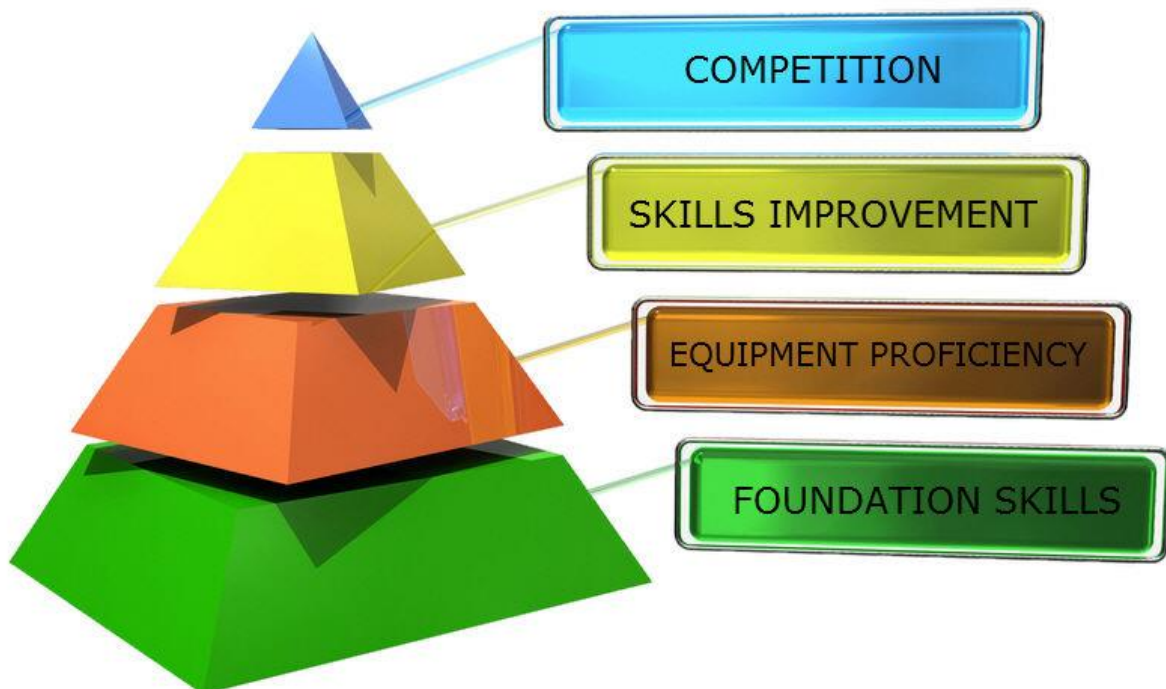 COMPETITION
SKILLS IMPROVEMENT
EQUIPMENT PROFICIENCY
FOUNDATION SKILLS